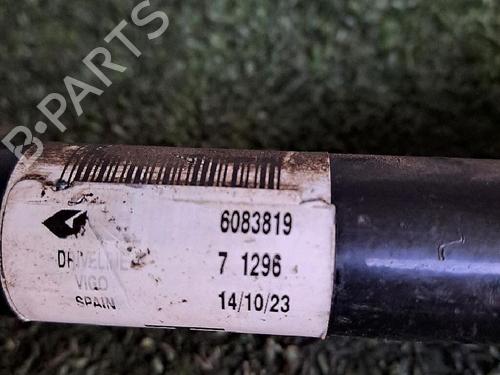 B-PARTS
6083819
DRIVELINE 7 1296
VIGO
SPAIN 14/10/23